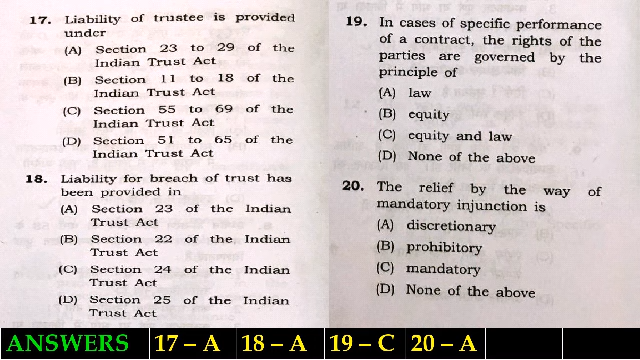 17. Liability of trustee is provided
under
(A) Section 23 to 29 of the
Indian Trust Act
(B) Section 11 to 18 of the
Indian Trust Act
(C) Section 55 to 69 of the
Indian Trust Act
(D) Section 51 to 65 of the
Indian Trust Act
18. Liability for breach of trust has
been provided in
(A) Section 23 of the Indian
Trust Act
(B) Section 22 of the Indian
Trust Act
(C) Section 24 of the Indian
Trust Act
(D) Section 25 of the Indian
Trust Act
19. In cases of specific performance
of a contract, the rights of the
parties are governed by the
principle of
(A) law
(B) equity
(C) equity and law
(D) None of the above
20. The relief by the way of
mandatory injunction is
(A) discretionary
(B) prohibitory
(C) mandatory
(D) None of the above
ANSWERS 17 – A 18 – A 19 – C 20 – A